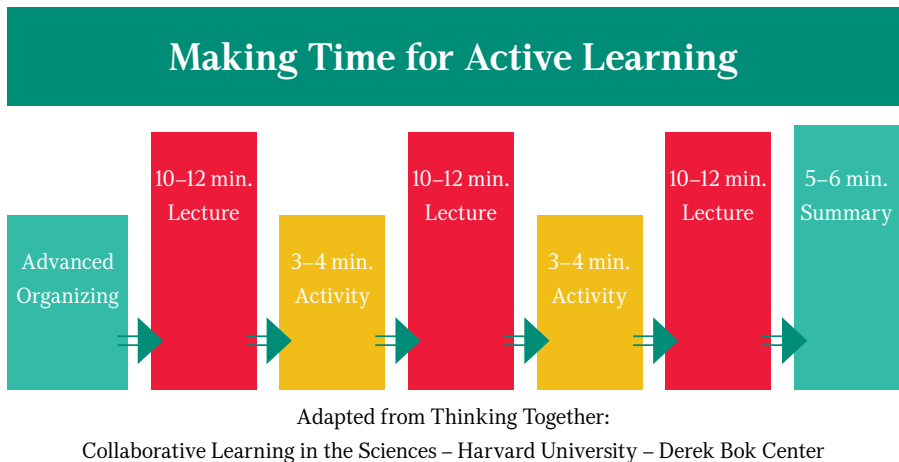 Making Time for Active Learning
Advanced
Organizing
10–12 min.
Lecture
3–4 min.
Activity
10–12 min.
Lecture
3–4 min.
Activity
10–12 min.
Lecture
5–6 min.
Summary
Adapted from Thinking Together:
Collaborative Learning in the Sciences – Harvard University – Derek Bok Center